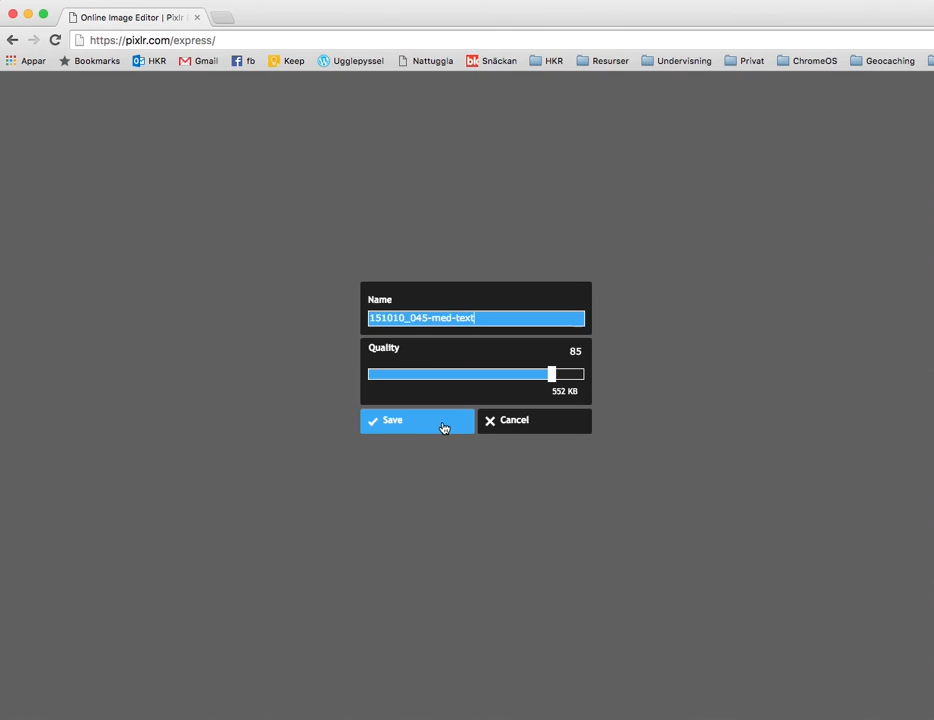 Online Image Editor | Pixlr
https://pixlr.com/express/
Appar Bookmarks HKR Gmail fb Keep Ugglepyssel Nattuggla Snäckan HKR Resurser Undervisning Privat ChromeOS Geocaching
Name
151010_045-med-text
Quality 85
552 KB
Save Cancel